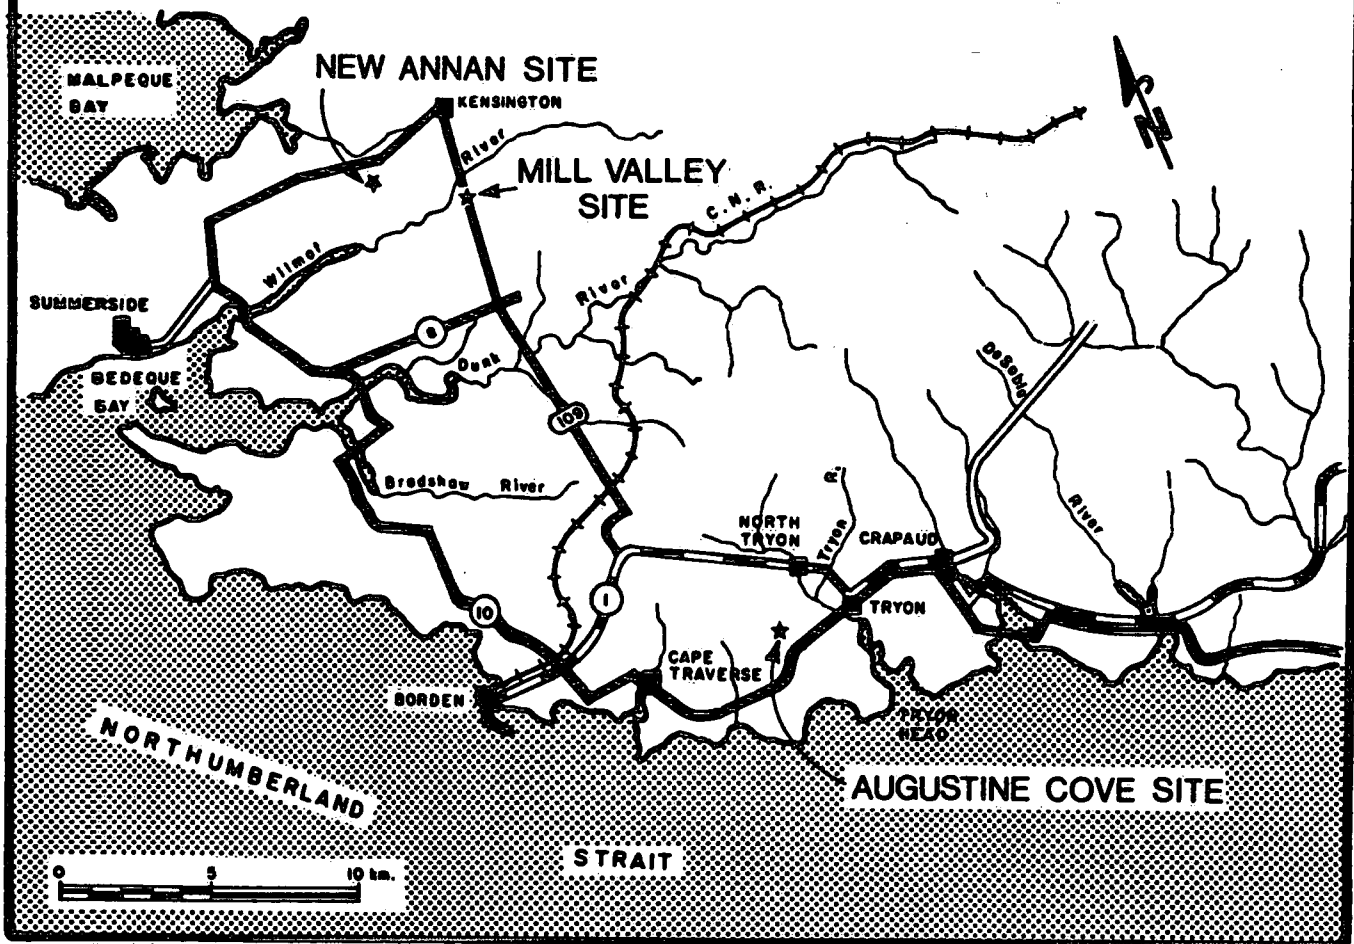 MALPEQUE
BAY
NEW ANNAN SITE
KENSINGTON
River
MILL VALLEY
SITE
N
C. N. R.
Wilmot
River
SUMMERSIDE
8
Dunk
DeSable
BEDEQUE
BAY
109
Bradshaw River
NORTH
TRYON
Tryon R.
CRAPAUD
River
10
1
TRYON
CAPE
TRAVERSE
BORDEN
TRYON
HEAD
NORTHUMBERLAND
AUGUSTINE COVE SITE
STRAIT
0 5 10 km.